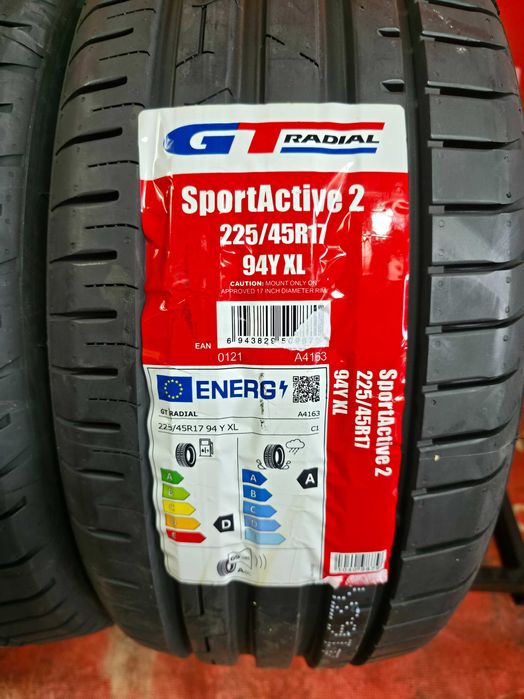 GT RADIAL
SportActive 2
225/45R17
94Y XL
CAUTION: MOUNT ONLY ON
APPROVED 17 INCH DIAMETER RIM
EAN
0121 A4163
ENERG
GT RADIAL A4163
225/45R17 94 Y XL C1
A
B
C
D
E
D
A
B
C
D
A
SportActive 2
225/45R17
94Y XL